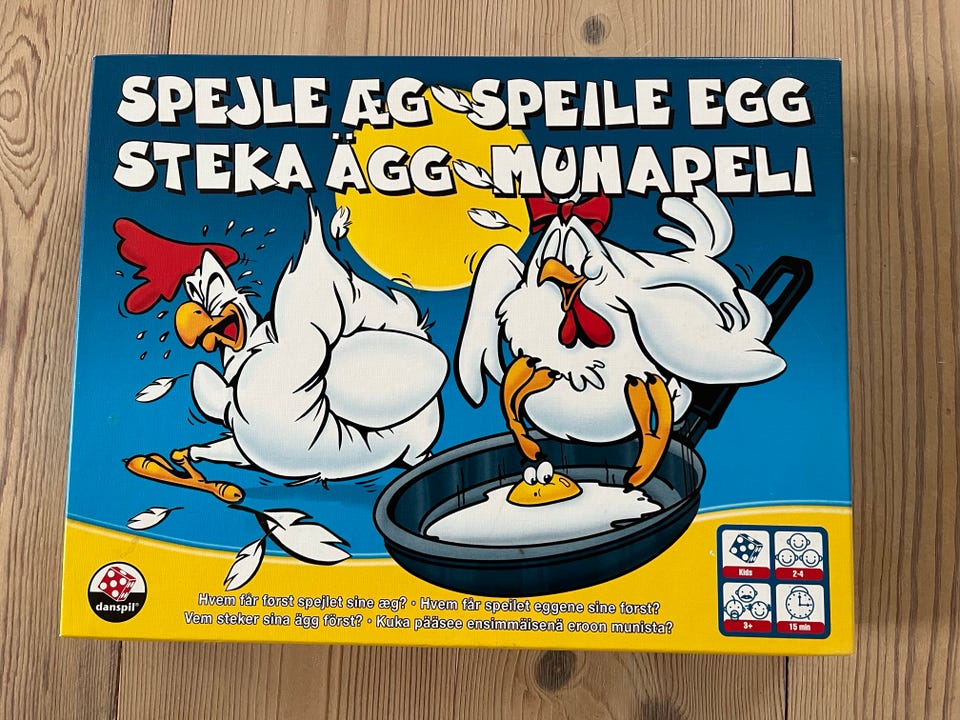 SPEJLE ÆG SPEILE EGG
STEKA ÄGG MUNAPELI
Hvem får først spejlet sine æg? • Hvem får speilet eggene sine først?
Vem steker sina ägg först? • Kuka pääsee ensimmäisenä eroon munista?
danspil®
Kids
2-4
3+
15 min